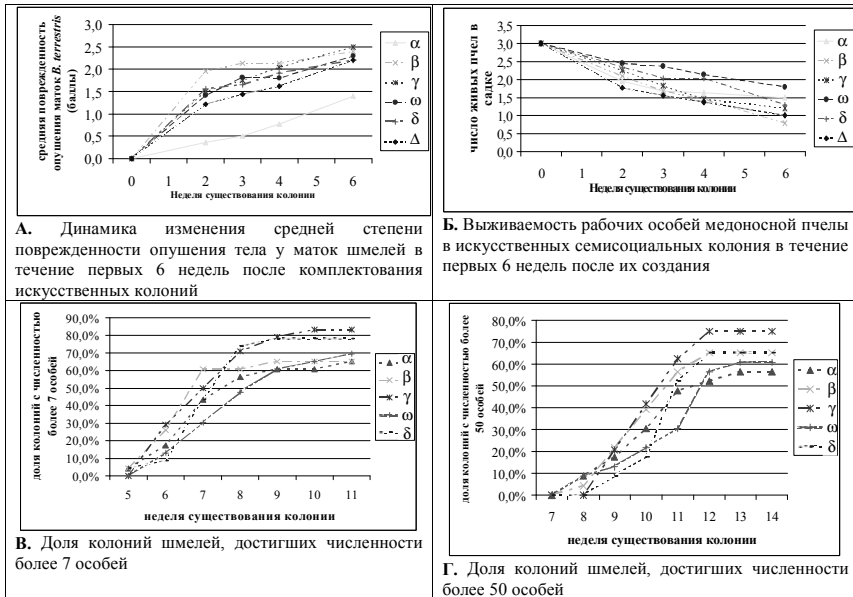 средняя поврежденность
опушения маток B. terrestris
(баллы)
3,0
2,5
2,0
1,5
1,0
0,5
0,0
0 1 2 3 4 5 6
Неделя существования колонии
α
β
γ
ω
δ
Δ
А. Динамика изменения средней степени
поврежденности опушения тела у маток шмелей в
течение первых 6 недель после комплектования
искусственных колоний
число живых пчел в
садке
3,5
3,0
2,5
2,0
1,5
1,0
0,5
0,0
0 1 2 3 4 5 6
Неделя существования колонии
α
β
γ
ω
δ
Δ
Б. Выживаемость рабочих особей медоносной пчелы
в искусственных семисоциальных колония в течение
первых 6 недель после их создания
доля колоний с численностью
более 7 особей
90,0%
80,0%
70,0%
60,0%
50,0%
40,0%
30,0%
20,0%
10,0%
0,0%
5 6 7 8 9 10 11
неделя существования колонии
α
β
γ
ω
δ
В. Доля колоний шмелей, достигших численности
более 7 особей
доля колоний с численностью более
50 особей
80,0%
70,0%
60,0%
50,0%
40,0%
30,0%
20,0%
10,0%
0,0%
7 8 9 10 11 12 13 14
неделя существования колонии
α
β
γ
ω
δ
Г. Доля колоний шмелей, достигших численности
более 50 особей